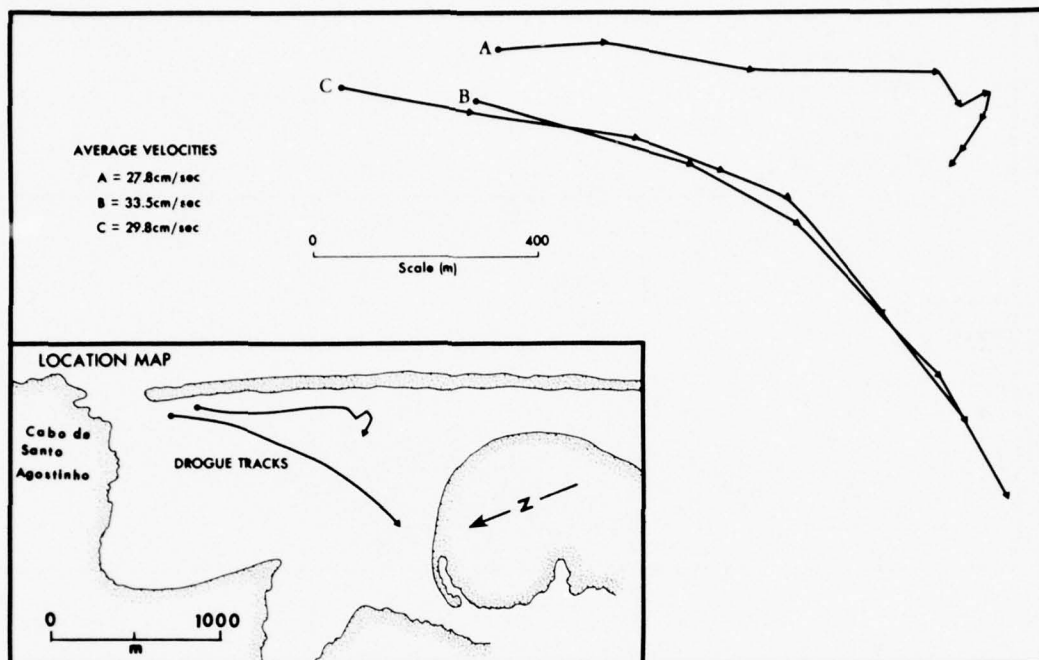 A
C
B
AVERAGE VELOCITIES
A = 27.8cm/sec
B = 33.5cm/sec
C = 29.8cm/sec
0 400
Scale (m)
LOCATION MAP
Cabo de
Santo
Agostinho
DROGUE TRACKS
N
0 1000
m